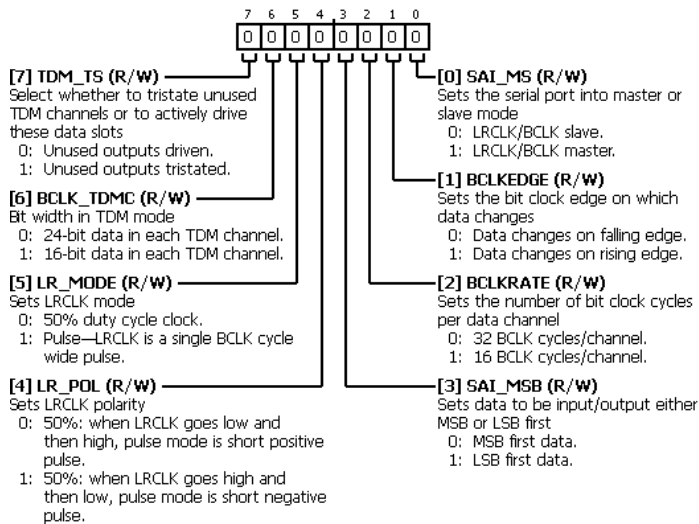 7 6 5 4 3 2 1 0
0 0 0 0 0 0 0 0
[7] TDM_TS (R/W)
Select whether to tristate unused
TDM channels or to actively drive
these data slots
0: Unused outputs driven.
1: Unused outputs tristated.
[6] BCLK_TDMC (R/W)
Bit width in TDM mode
0: 24-bit data in each TDM channel.
1: 16-bit data in each TDM channel.
[5] LR_MODE (R/W)
Sets LRCLK mode
0: 50% duty cycle clock.
1: Pulse—LRCLK is a single BCLK cycle
wide pulse.
[4] LR_POL (R/W)
Sets LRCLK polarity
0: 50%: when LRCLK goes low and
then high, pulse mode is short positive
pulse.
1: 50%: when LRCLK goes high and
then low, pulse mode is short negative
pulse.
[0] SAI_MS (R/W)
Sets the serial port into master or
slave mode
0: LRCLK/BCLK slave.
1: LRCLK/BCLK master.
[1] BCLKEDGE (R/W)
Sets the bit clock edge on which
data changes
0: Data changes on falling edge.
1: Data changes on rising edge.
[2] BCLKRATE (R/W)
Sets the number of bit clock cycles
per data channel
0: 32 BCLK cycles/channel.
1: 16 BCLK cycles/channel.
[3] SAI_MSB (R/W)
Sets data to be input/output either
MSB or LSB first
0: MSB first data.
1: LSB first data.